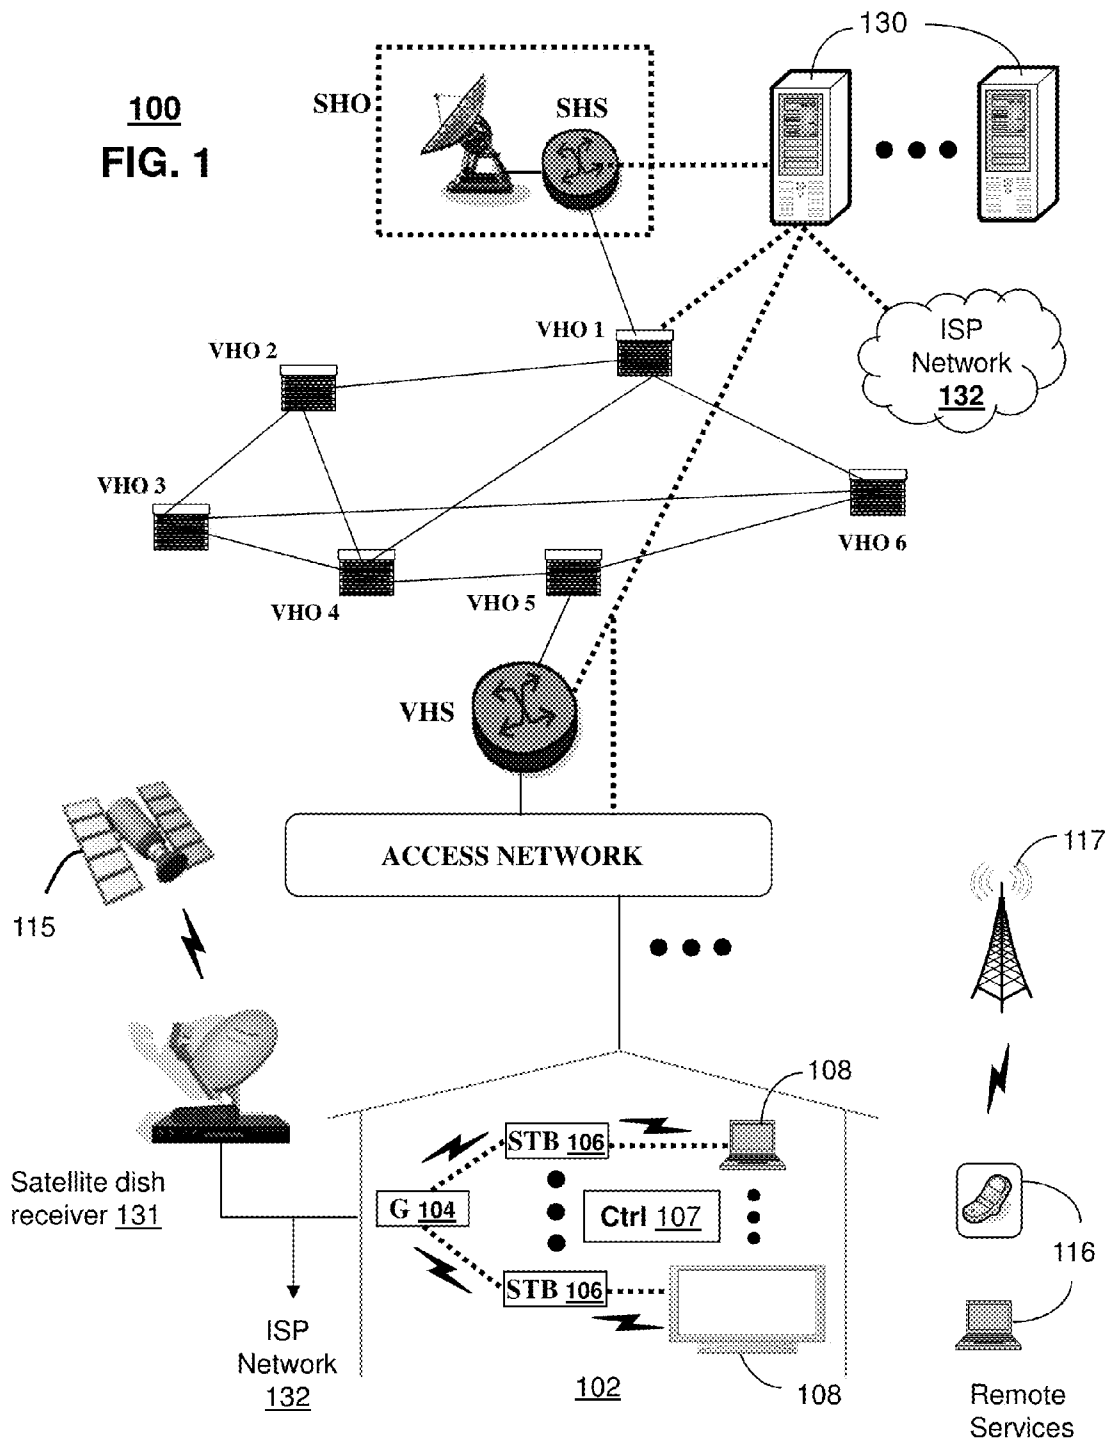 130
100
FIG. 1
SHO
SHS
VHO 1
VHO 2
ISP
Network
132
VHO 3
VHO 6
VHO 4
VHO 5
VHS
ACCESS NETWORK
117
115
108
STB 106
Satellite dish
receiver 131
G 104
Ctrl 107
116
STB 106
ISP
Network
132
102
108
Remote
Services